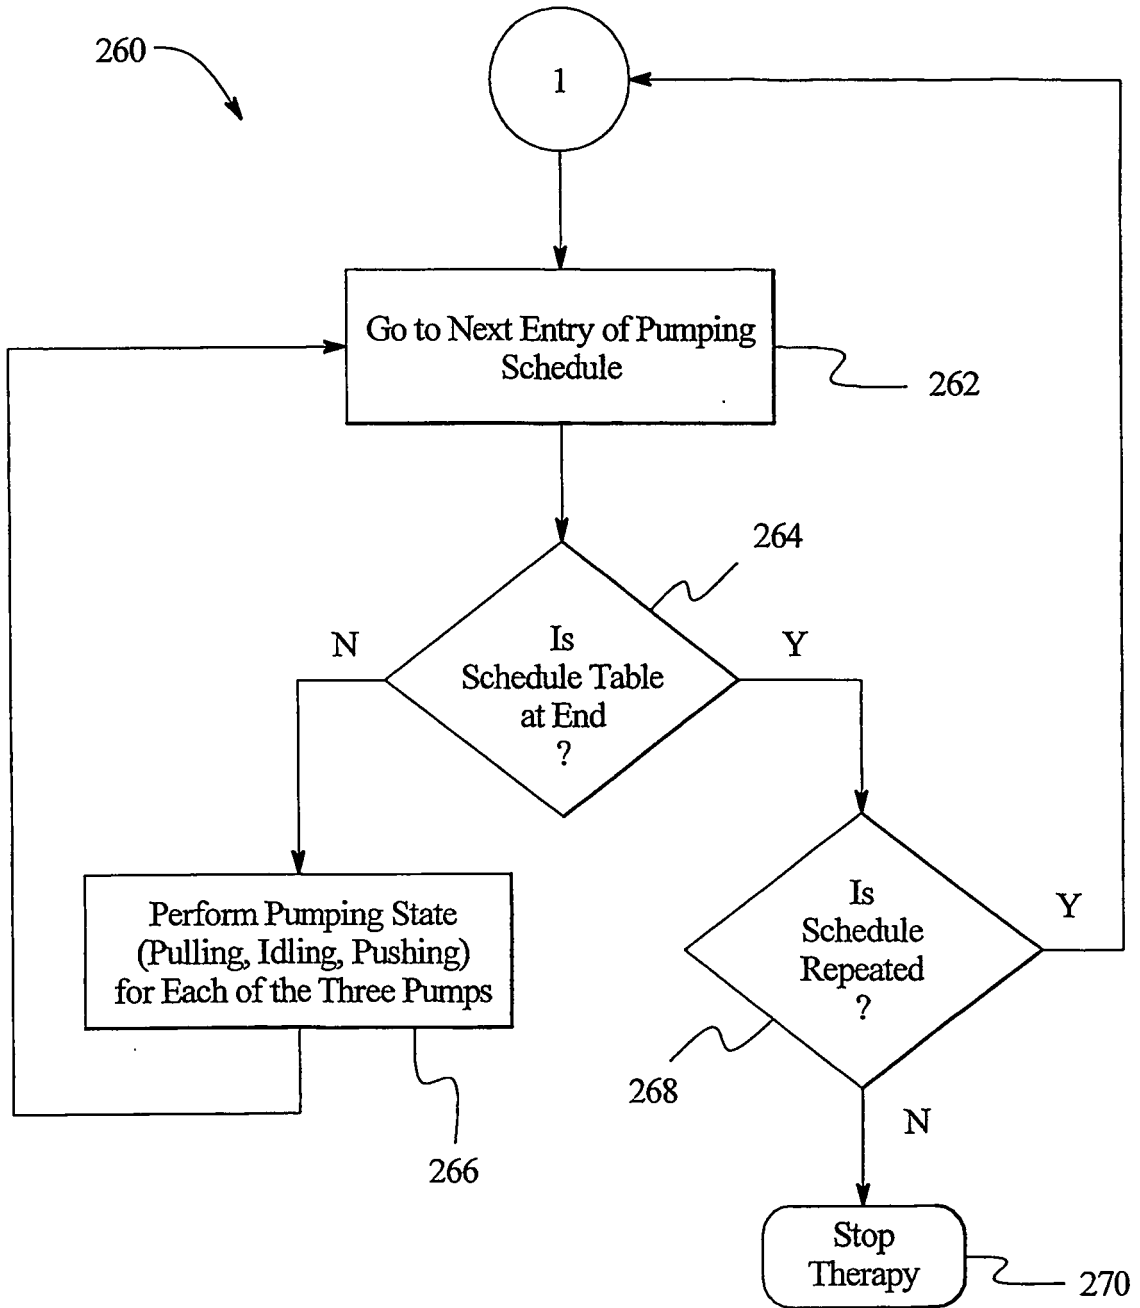 260
1
Go to Next Entry of Pumping
Schedule
262
264
N
Is
Schedule Table
at End
?
Y
Perform Pumping State
(Pulling, Idling, Pushing)
for Each of the Three Pumps
266
Is
Schedule
Repeated
?
Y
268
N
Stop
Therapy
270